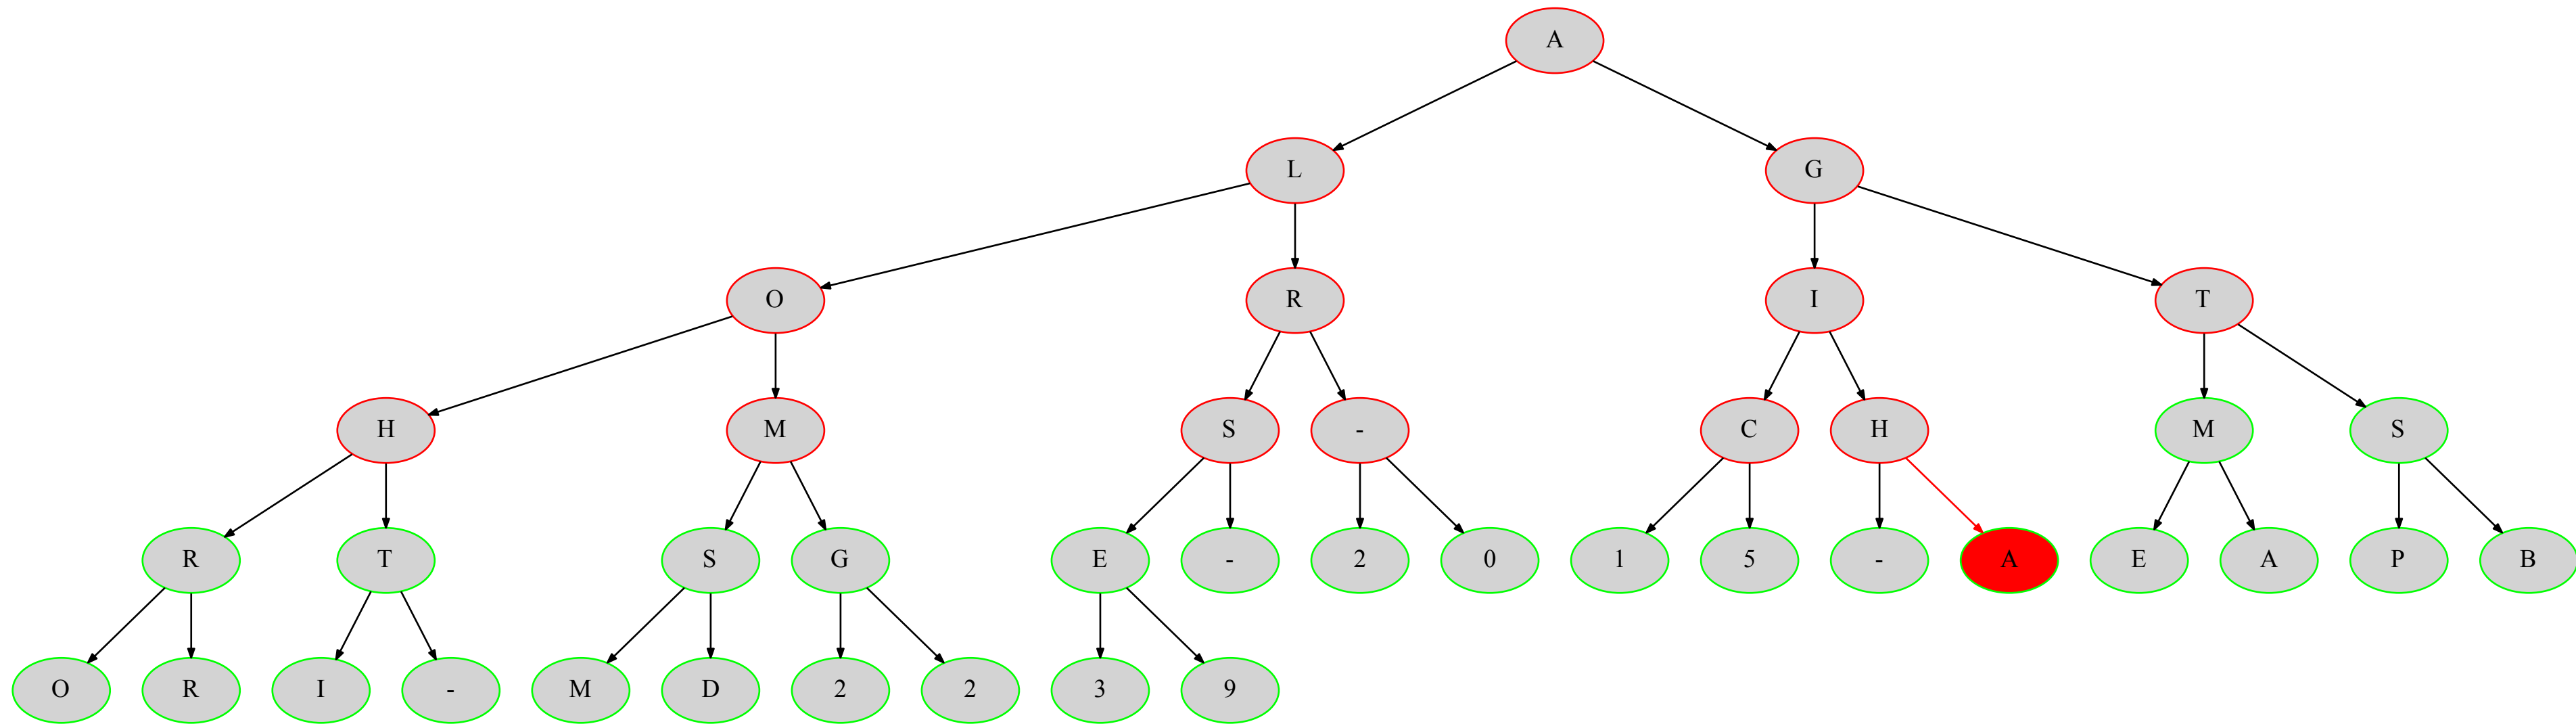 A
L G
O R I T
H M S - C H M S
R T S G E - 2 0 1 5 - A E A P B
O R I - M D 2 2 3 9